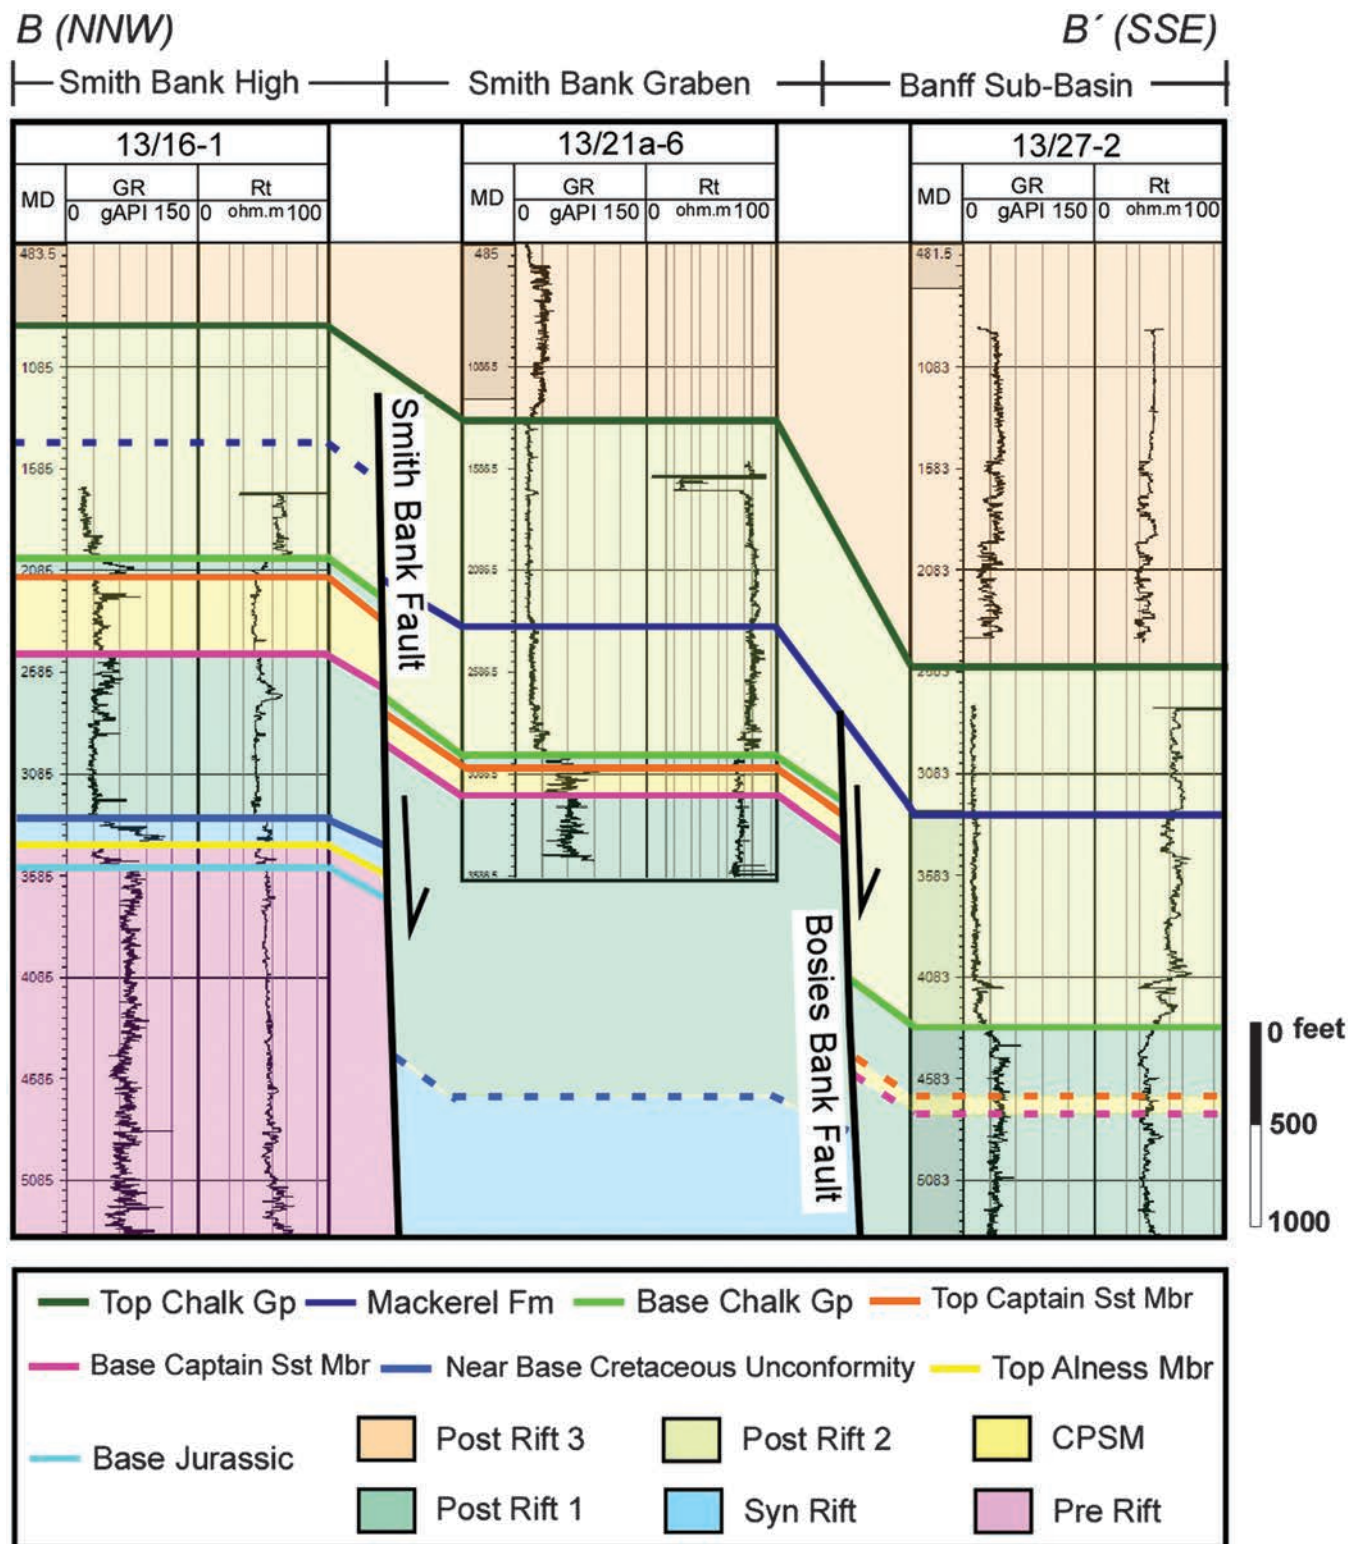 B (NNW) B´ (SSE)
Smith Bank High Smith Bank Graben Banff Sub-Basin
13/16-1 13/21a-6 13/27-2
MD GR Rt MD GR Rt MD GR Rt
0 gAPI 150 0 ohm.m 100 0 gAPI 150 0 ohm.m 100 0 gAPI 150 0 ohm.m 100
483.5 485 481.5
1085 1083
1585 1583
2085 2083
2585
3085 3083
3585 3583
4085 4083
4585 4583
5085 5083
Smith Bank Fault
Bosies Bank Fault
0 feet
500
1000
Top Chalk Gp Mackerel Fm Base Chalk Gp Top Captain Sst Mbr
Base Captain Sst Mbr Near Base Cretaceous Unconformity Top Alness Mbr
Base Jurassic Post Rift 3 Post Rift 2 CPSM
Post Rift 1 Syn Rift Pre Rift